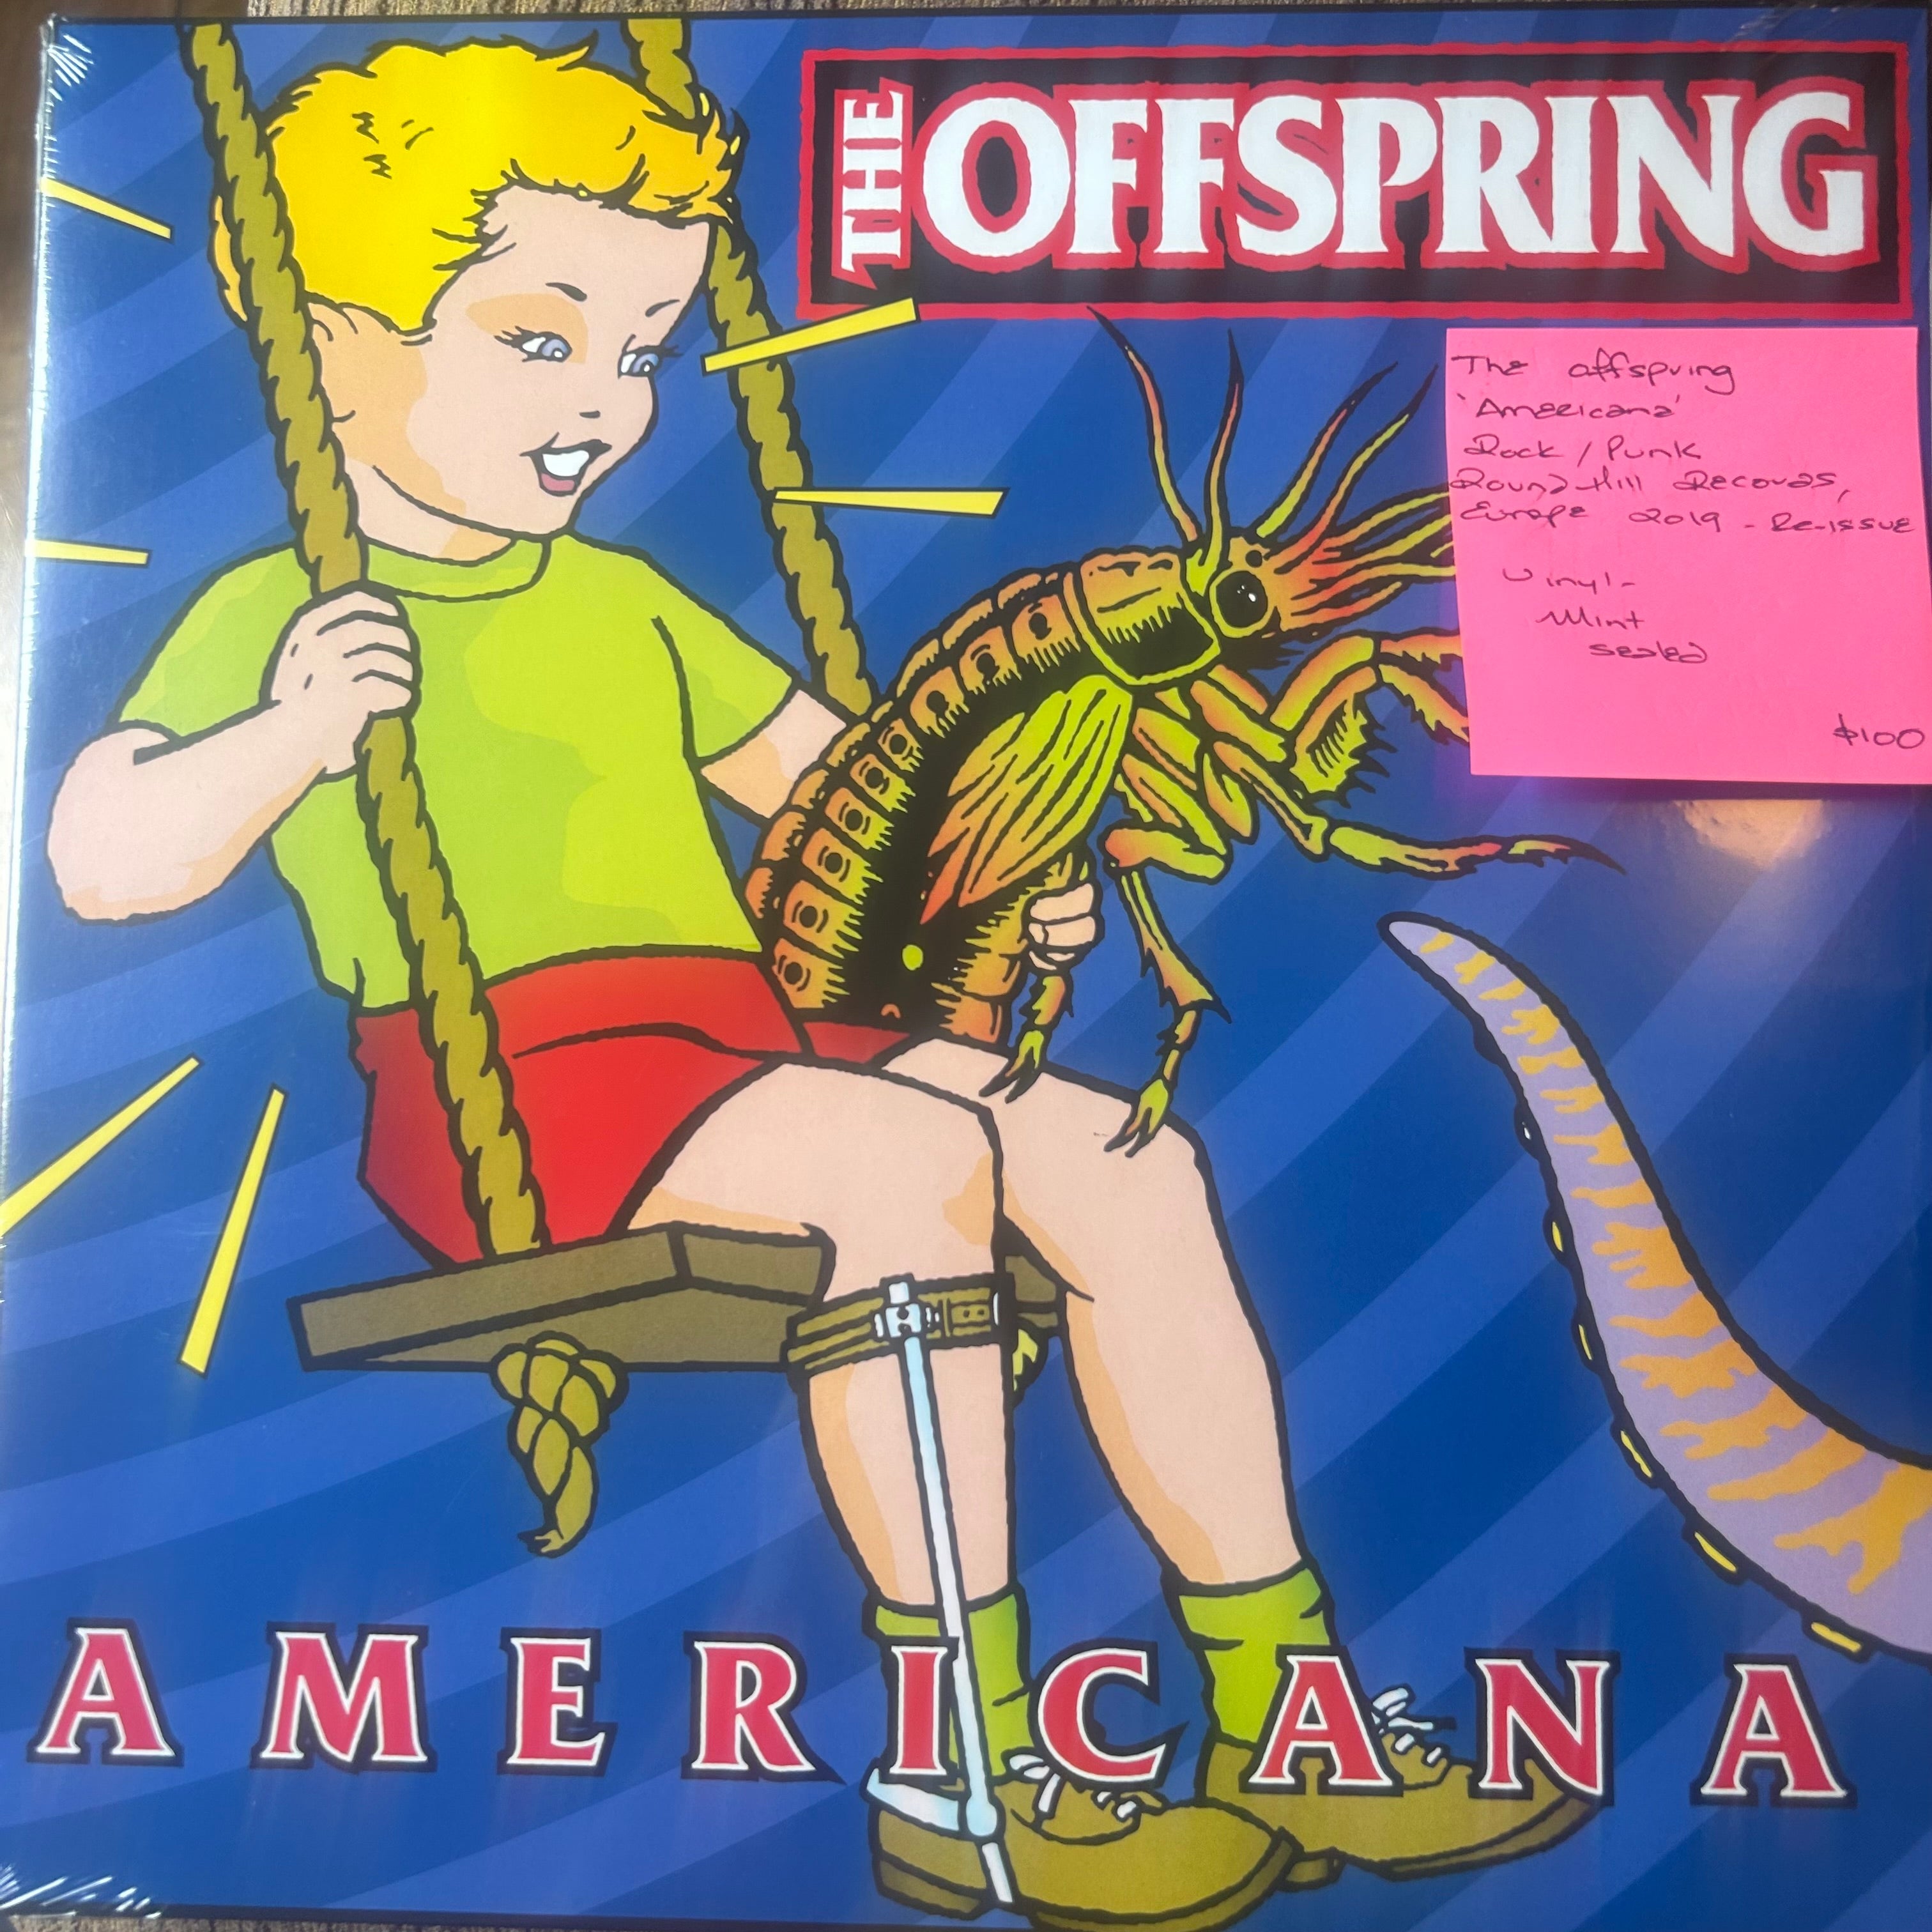 THE OFFSPRING
The offspring
'Americana'
Rock / Punk
Round Hill Records,
Europe 2019 - Re-issue
Vinyl-
Mint
sealed
$100
AMERICANA